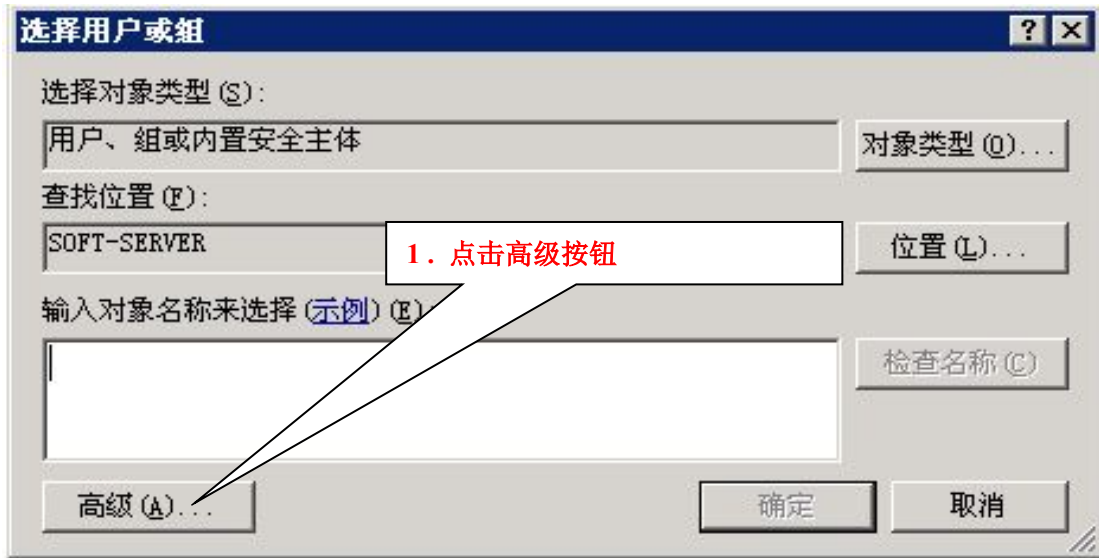 选择用户或组
选择对象类型(S):
用户、组或内置安全主体
对象类型(O)...
查找位置(F):
SOFT-SERVER
位置(L)...
1. 点击高级按钮
输入对象名称来选择(示例)(E):
检查名称(C)
高级(A)...
确定
取消